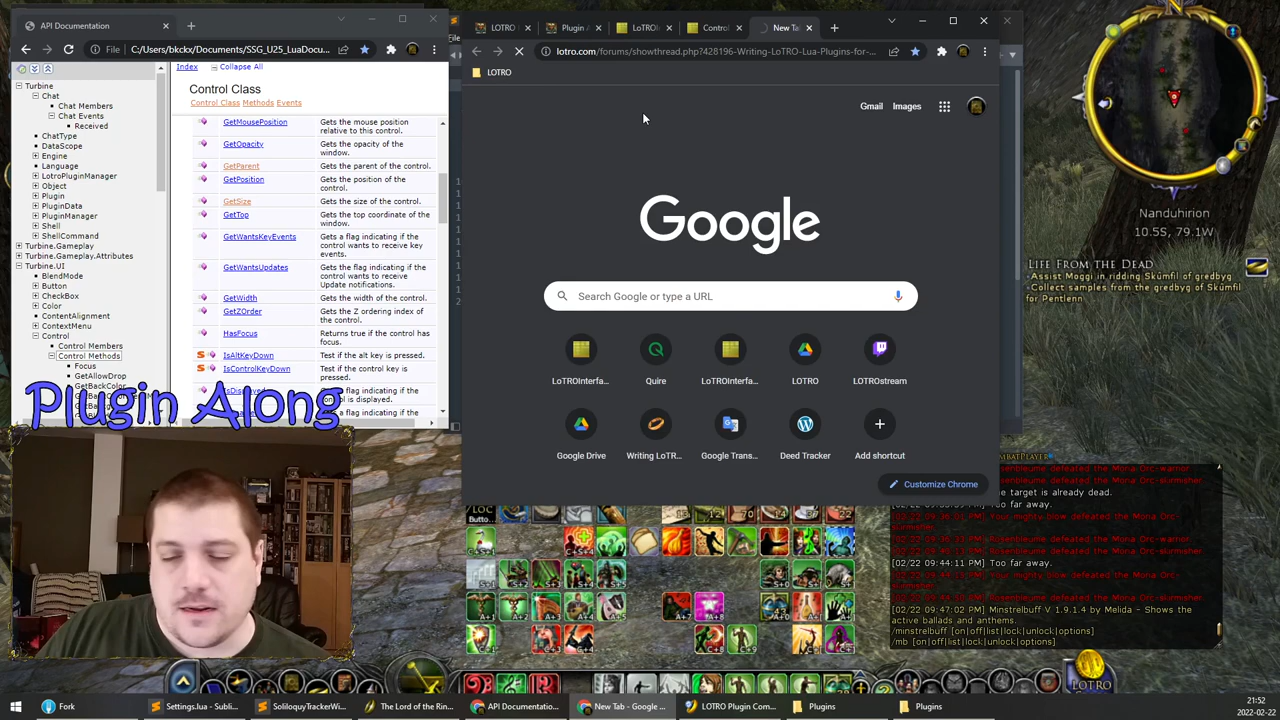 API Documentation
File
C:/Users/bkckx/Documents/SSG_U25_LuaDocu...
Turbine
Chat
Chat Members
Chat Events
Received
ChatType
DataScope
Engine
Language
LotroPluginManager
Object
Plugin
PluginData
PluginManager
Shell
ShellCommand
Turbine.Gameplay
Turbine.Gameplay.Attributes
Turbine.UI
BlendMode
Button
CheckBox
Color
ContentAlignment
ContextMenu
Control
Control Members
Control Methods
Focus
GetAllowDrop
GetBackColor
Index Collapse All
Control Class
Control Class Methods Events
GetMousePosition Gets the mouse position
relative to this control.
GetOpacity Gets the opacity of the
window.
GetParent Gets the parent of the control.
GetPosition Gets the position of the
control.
GetSize Gets the size of the control.
GetTop Gets the top coordinate of the
window.
GetWantsKeyEvents Gets a flag indicating if the
control wants to receive key
events.
GetWantsUpdates Gets the flag indicating if the
control wants to receive
Update notifications.
GetWidth Gets the width of the control.
GetZOrder Gets the Z ordering index of
the control.
HasFocus Returns true if the control has
focus.
IsAltKeyDown Test if the alt key is pressed.
IsControlKeyDown Test if the control key is
pressed.
Plugin Along
LOTRO
Plugin A
LoTROI
Control
New Tab
lotro.com/forums/showthread.php?428196-Writing-LoTRO-Lua-Plugins-for-...
LOTRO
Gmail Images
Google
Search Google or type a URL
LoTROInterfa...
Quire
LoTROInterfa...
LOTRO
LOTROstream
Google Drive
Writing LoTR...
Google Trans...
Deed Tracker
Add shortcut
Customize Chrome
Nanduhirion
10.5S, 79.1W
Life From the Dead
- Assist Moggi in ridding Skûmfil of gredbyg
- Collect samples from the gredbyg of Skûmfil
for Pentlenn
[02/22 09:44:11 PM] Too far away.
[02/22 09:47:02 PM] Minstrelbuff V 1.9.1.4 by Melida - Shows the
active ballads and anthems.
/minstrelbuff [on|off|list|lock|unlock|options]
/mb [on|off|list|lock|unlock|options]
LOTRO
Fork
Settings.lua - Subli...
SoliloquyTrackerWi...
The Lord of the Rin...
API Documentatio...
New Tab - Google ...
LOTRO Plugin Com...
Plugins
Plugins
21:52
2022-02-22